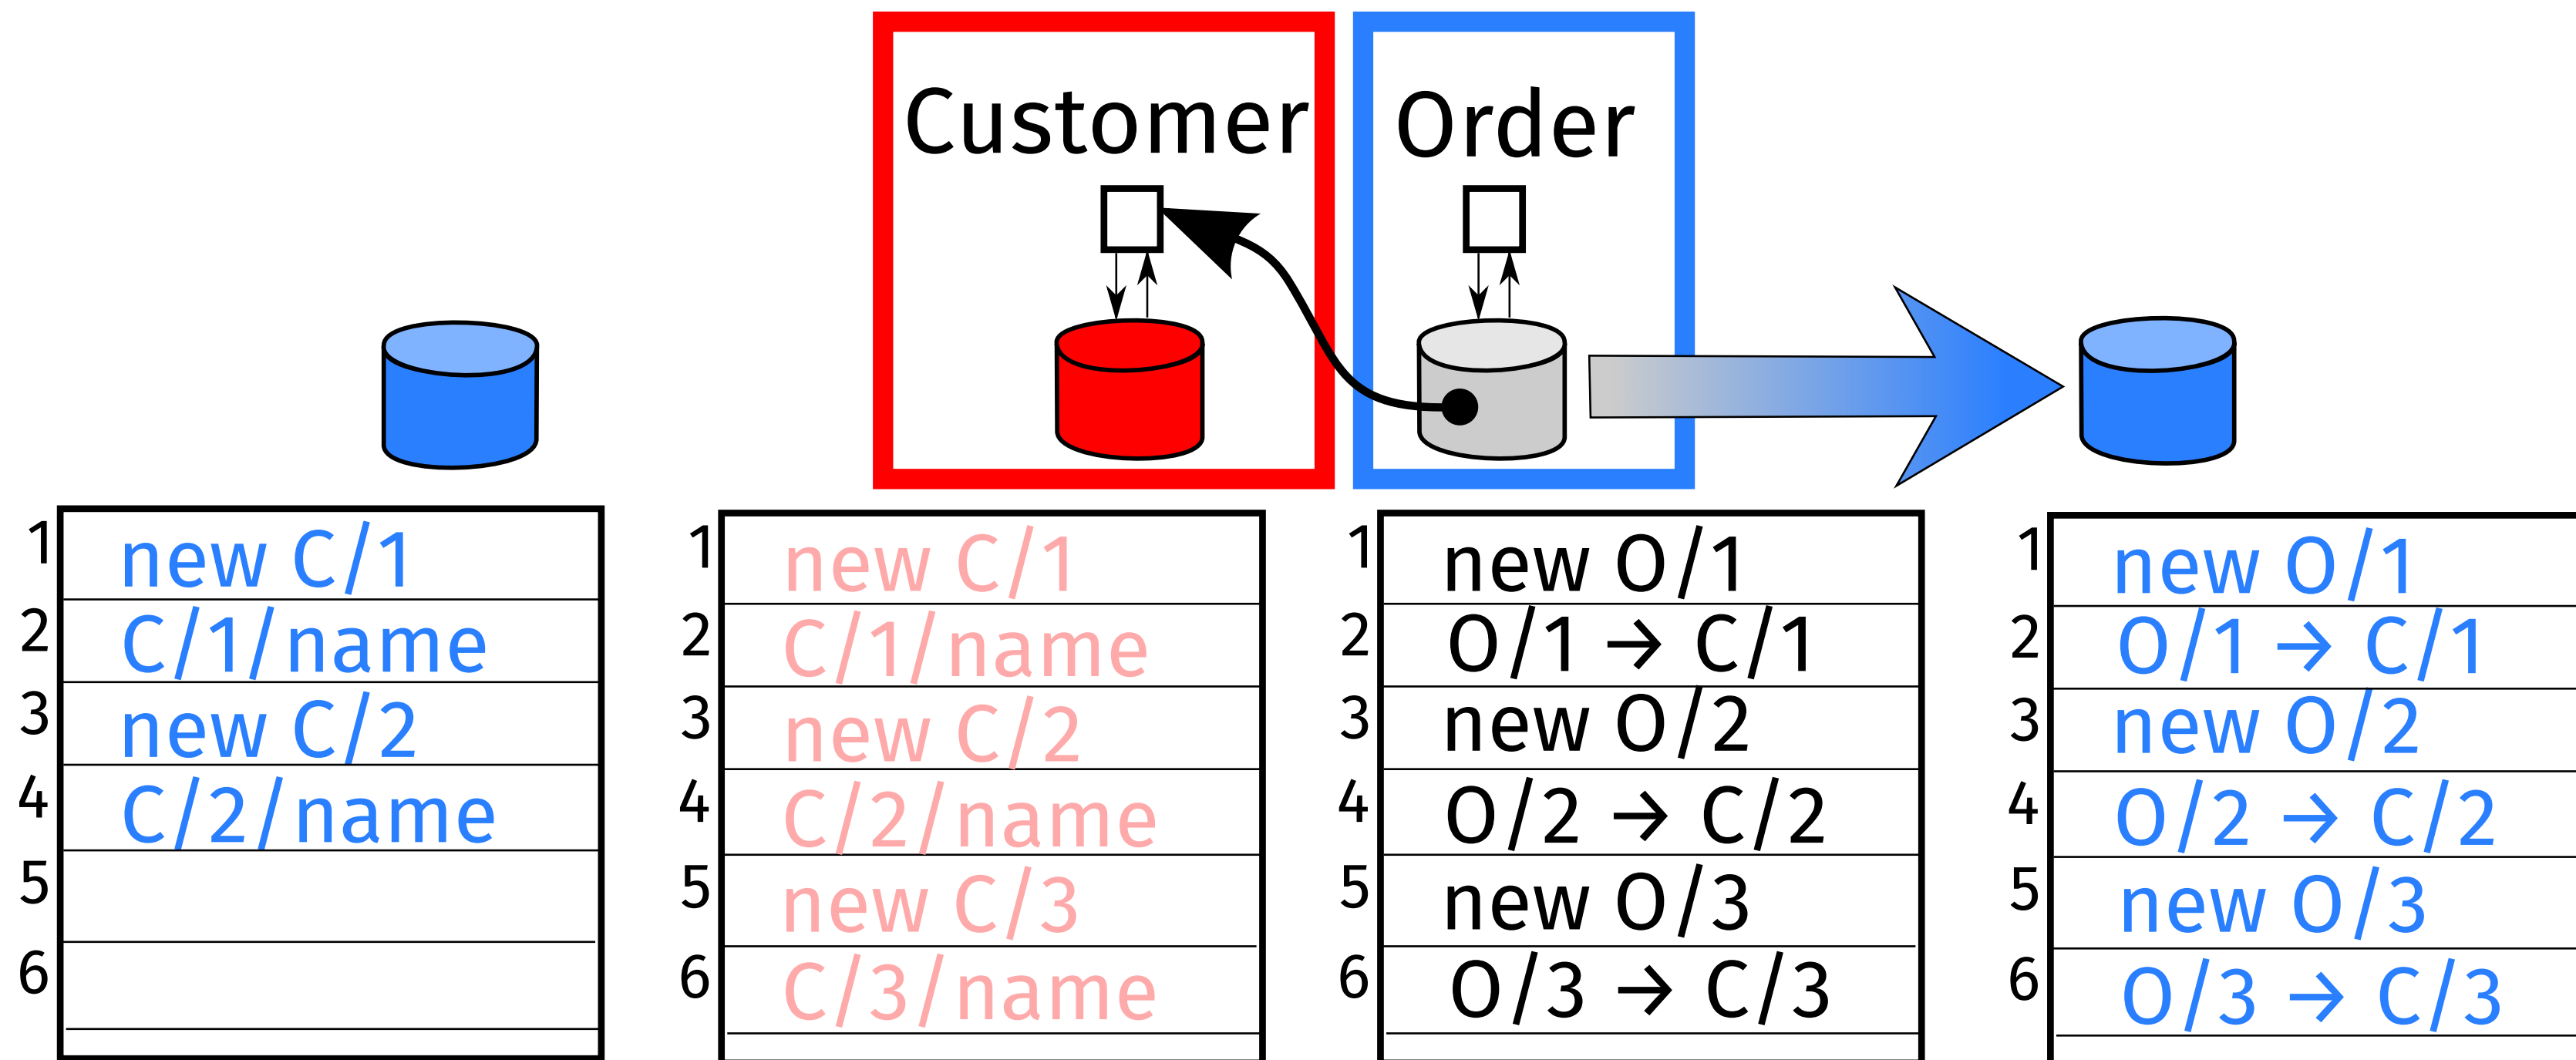 Customer
Order
1 new C/1
2 C/1/name
3 new C/2
4 C/2/name
5
6
1 new C/1
2 C/1/name
3 new C/2
4 C/2/name
5 new C/3
6 C/3/name
1 new O/1
2 O/1 → C/1
3 new O/2
4 O/2 → C/2
5 new O/3
6 O/3 → C/3
1 new O/1
2 O/1 → C/1
3 new O/2
4 O/2 → C/2
5 new O/3
6 O/3 → C/3